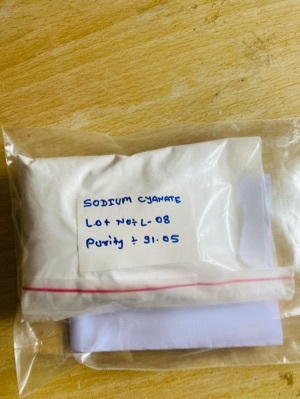 SODIUM CYANATE
Lot No÷ L-08
Purity ÷ 91.05